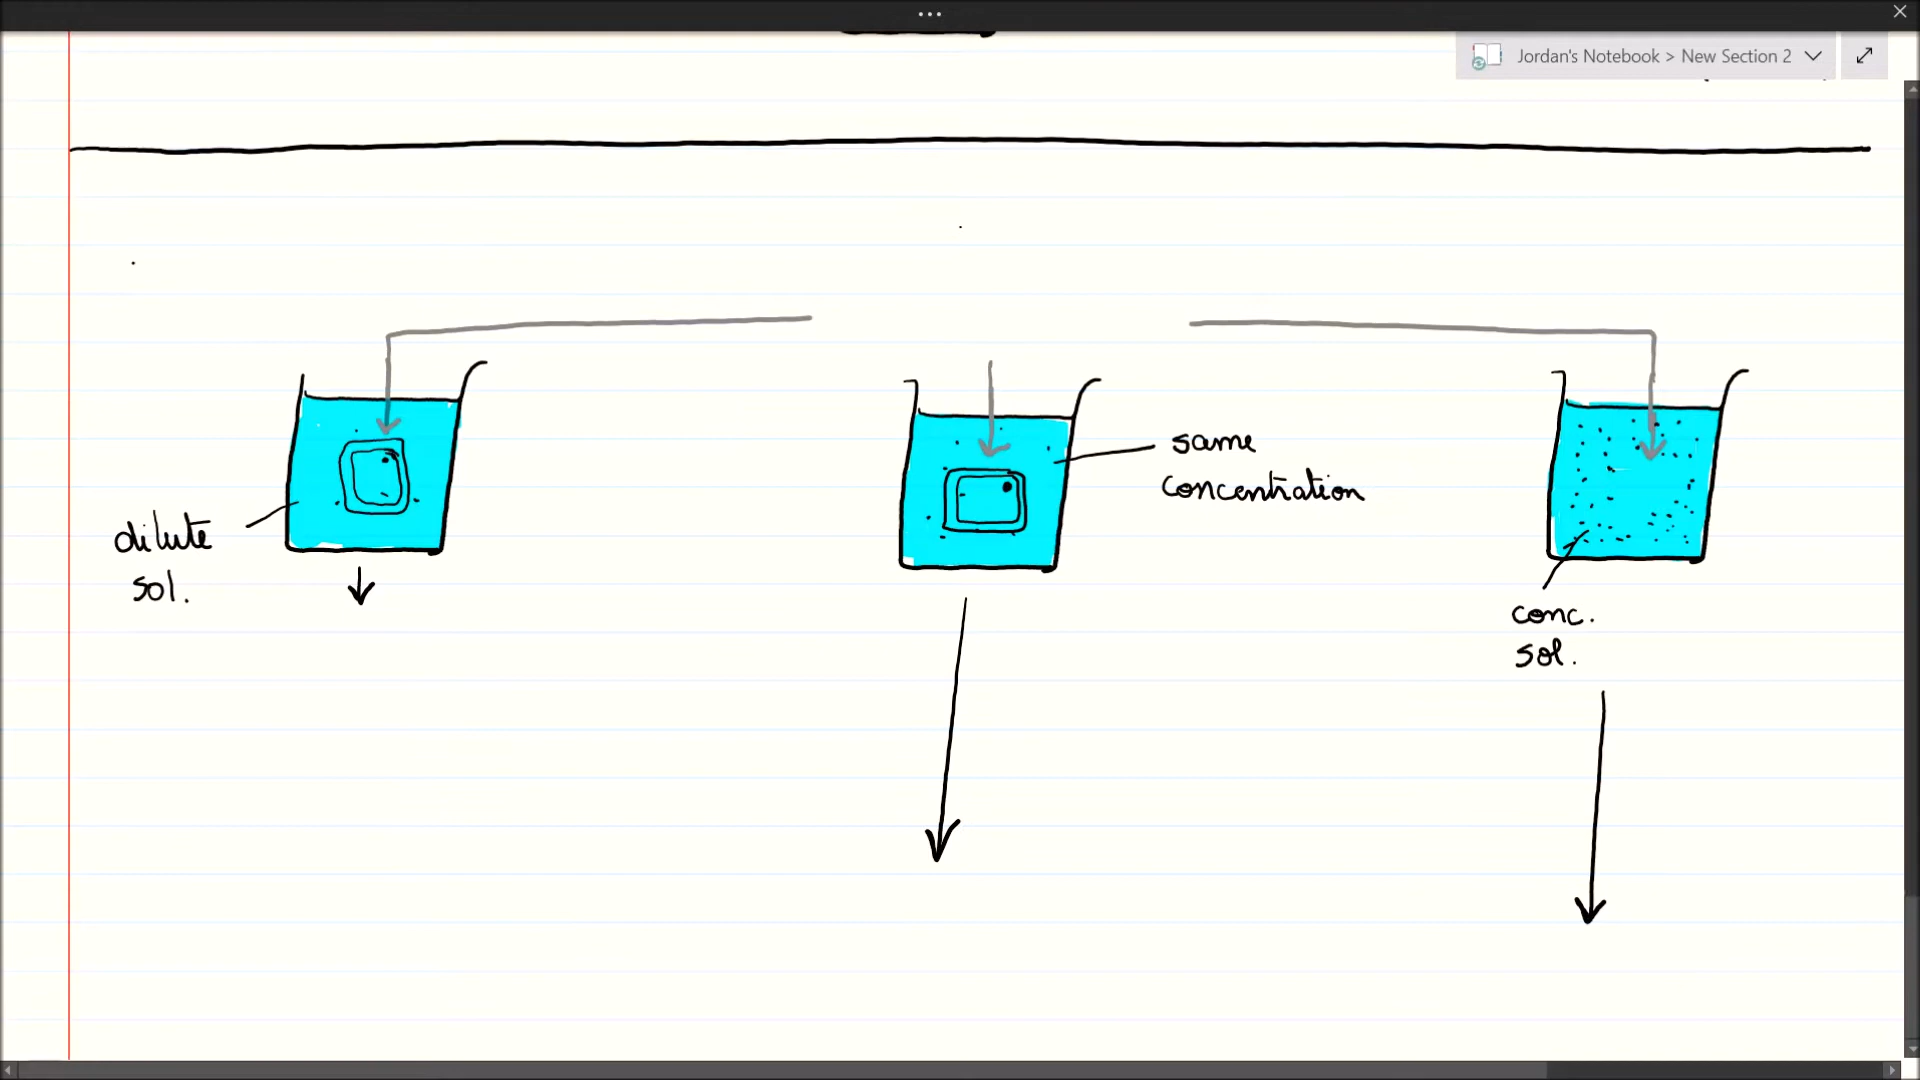 Jordan's Notebook > New Section 2
same
concentration
dilute
sol.
conc.
sol.